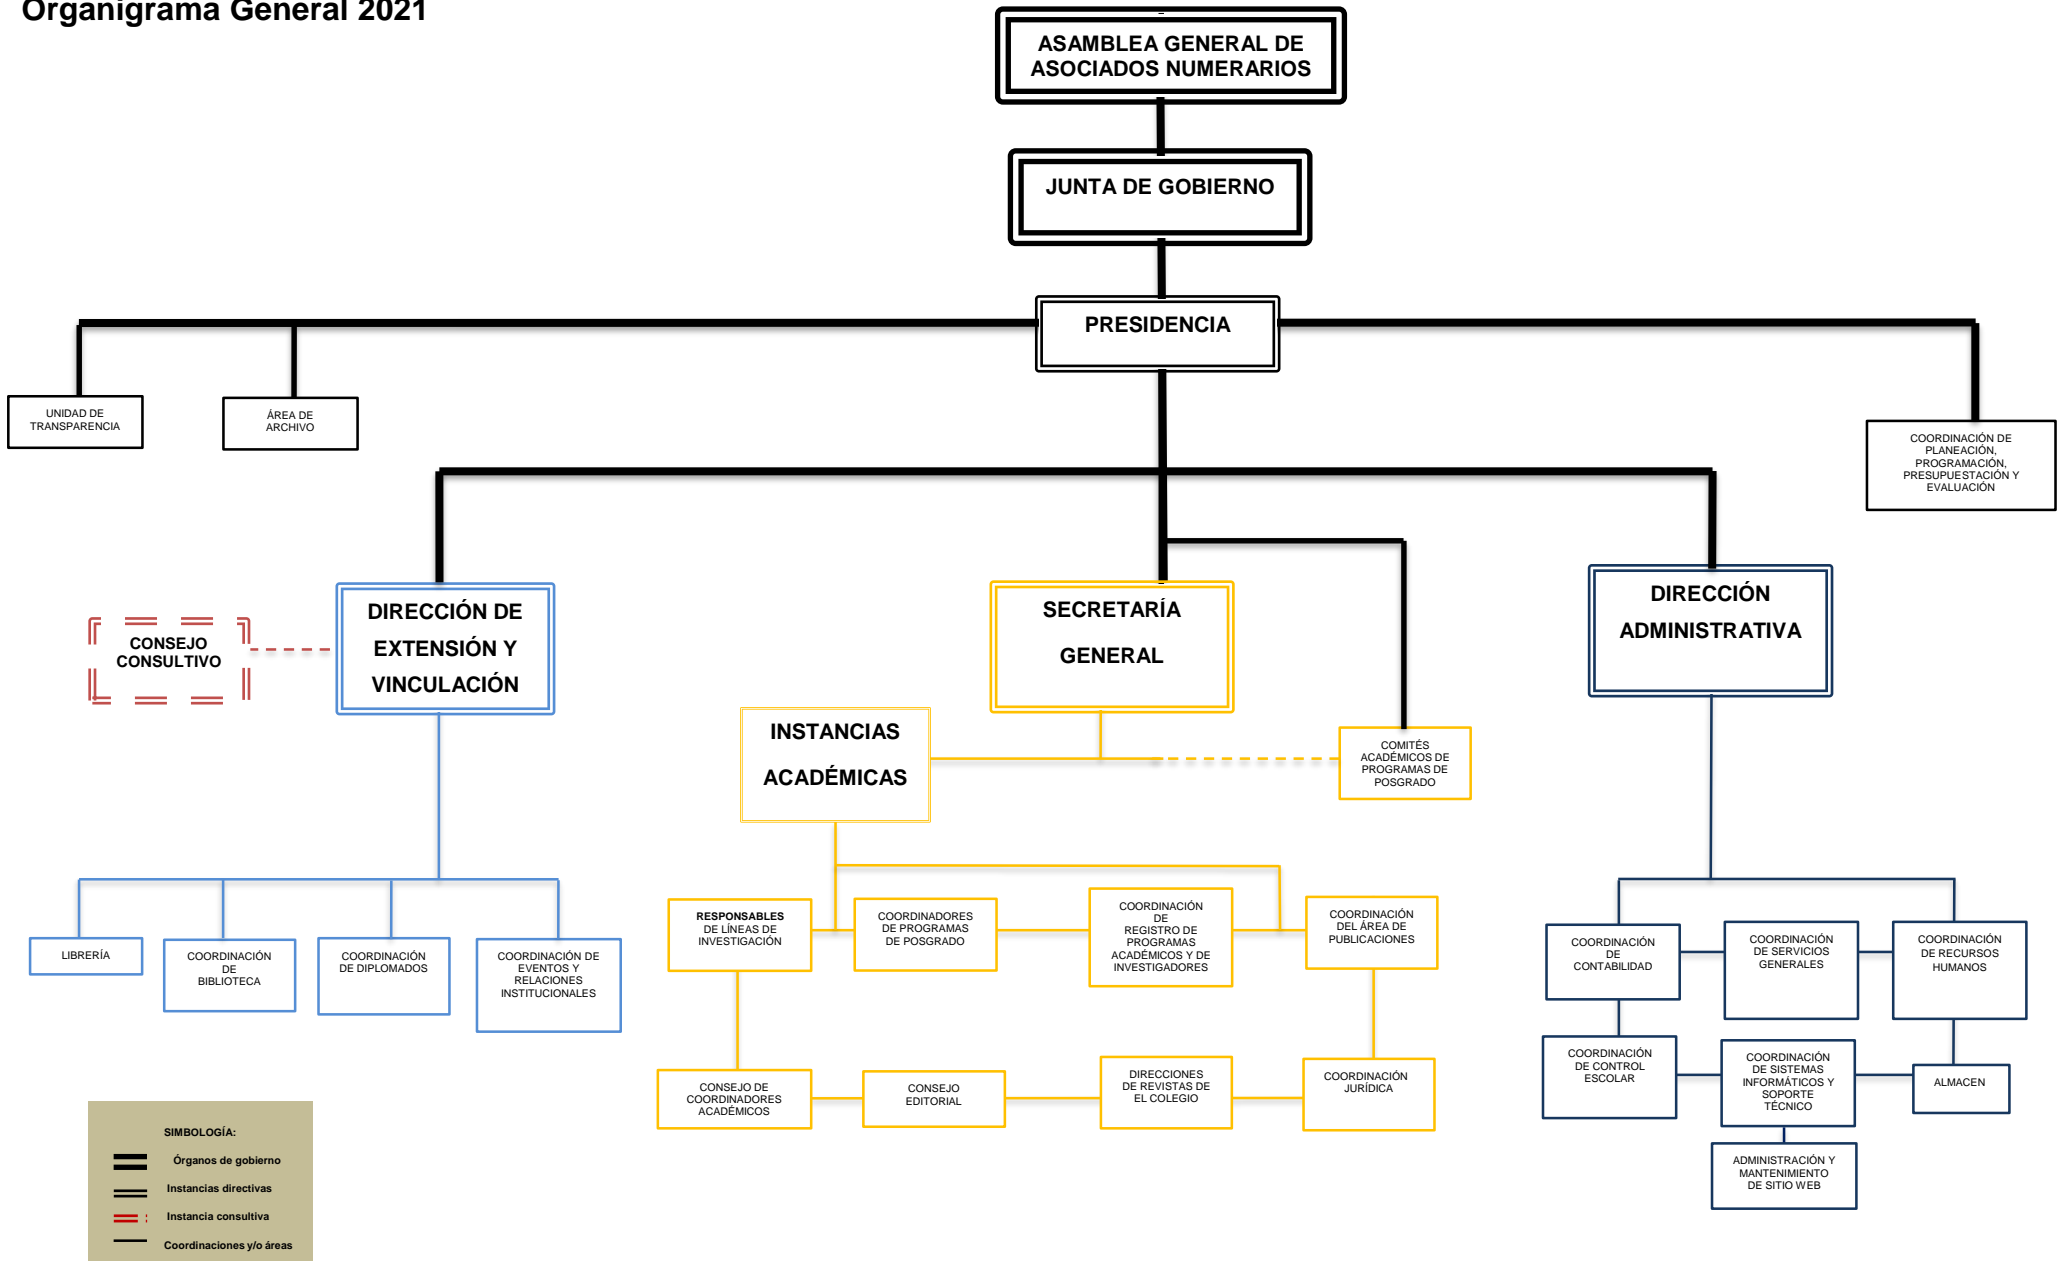 Organigrama General 2021
ASAMBLEA GENERAL DE
ASOCIADOS NUMERARIOS
JUNTA DE GOBIERNO
PRESIDENCIA
UNIDAD DE
TRANSPARENCIA
ÁREA DE
ARCHIVO
COORDINACIÓN DE
PLANEACIÓN,
PROGRAMACIÓN,
PRESUPUESTACIÓN Y
EVALUACIÓN
CONSEJO
CONSULTIVO
DIRECCIÓN DE
EXTENSIÓN Y
VINCULACIÓN
SECRETARÍA
GENERAL
DIRECCIÓN
ADMINISTRATIVA
INSTANCIAS
ACADÉMICAS
COMITÉS
ACADÉMICOS DE
PROGRAMAS DE
POSGRADO
LIBRERÍA
COORDINACIÓN
DE
BIBLIOTECA
COORDINACIÓN
DE DIPLOMADOS
COORDINACIÓN DE
EVENTOS Y
RELACIONES
INSTITUCIONALES
RESPONSABLES
DE LÍNEAS DE
INVESTIGACIÓN
COORDINADORES
DE PROGRAMAS
DE POSGRADO
COORDINACIÓN
DE
REGISTRO DE
PROGRAMAS
ACADÉMICOS Y DE
INVESTIGADORES
COORDINACIÓN
DEL ÁREA DE
PUBLICACIONES
CONSEJO DE
COORDINADORES
ACADÉMICOS
CONSEJO
EDITORIAL
DIRECCIONES
DE REVISTAS DE
EL COLEGIO
COORDINACIÓN
JURÍDICA
COORDINACIÓN
DE
CONTABILIDAD
COORDINACIÓN
DE SERVICIOS
GENERALES
COORDINACIÓN
DE RECURSOS
HUMANOS
COORDINACIÓN
DE CONTROL
ESCOLAR
COORDINACIÓN
DE SISTEMAS
INFORMÁTICOS Y
SOPORTE
TÉCNICO
ALMACEN
ADMINISTRACIÓN Y
MANTENIMIENTO
DE SITIO WEB
SIMBOLOGÍA:
Órganos de gobierno
Instancias directivas
Instancia consultiva
Coordinaciones y/o áreas